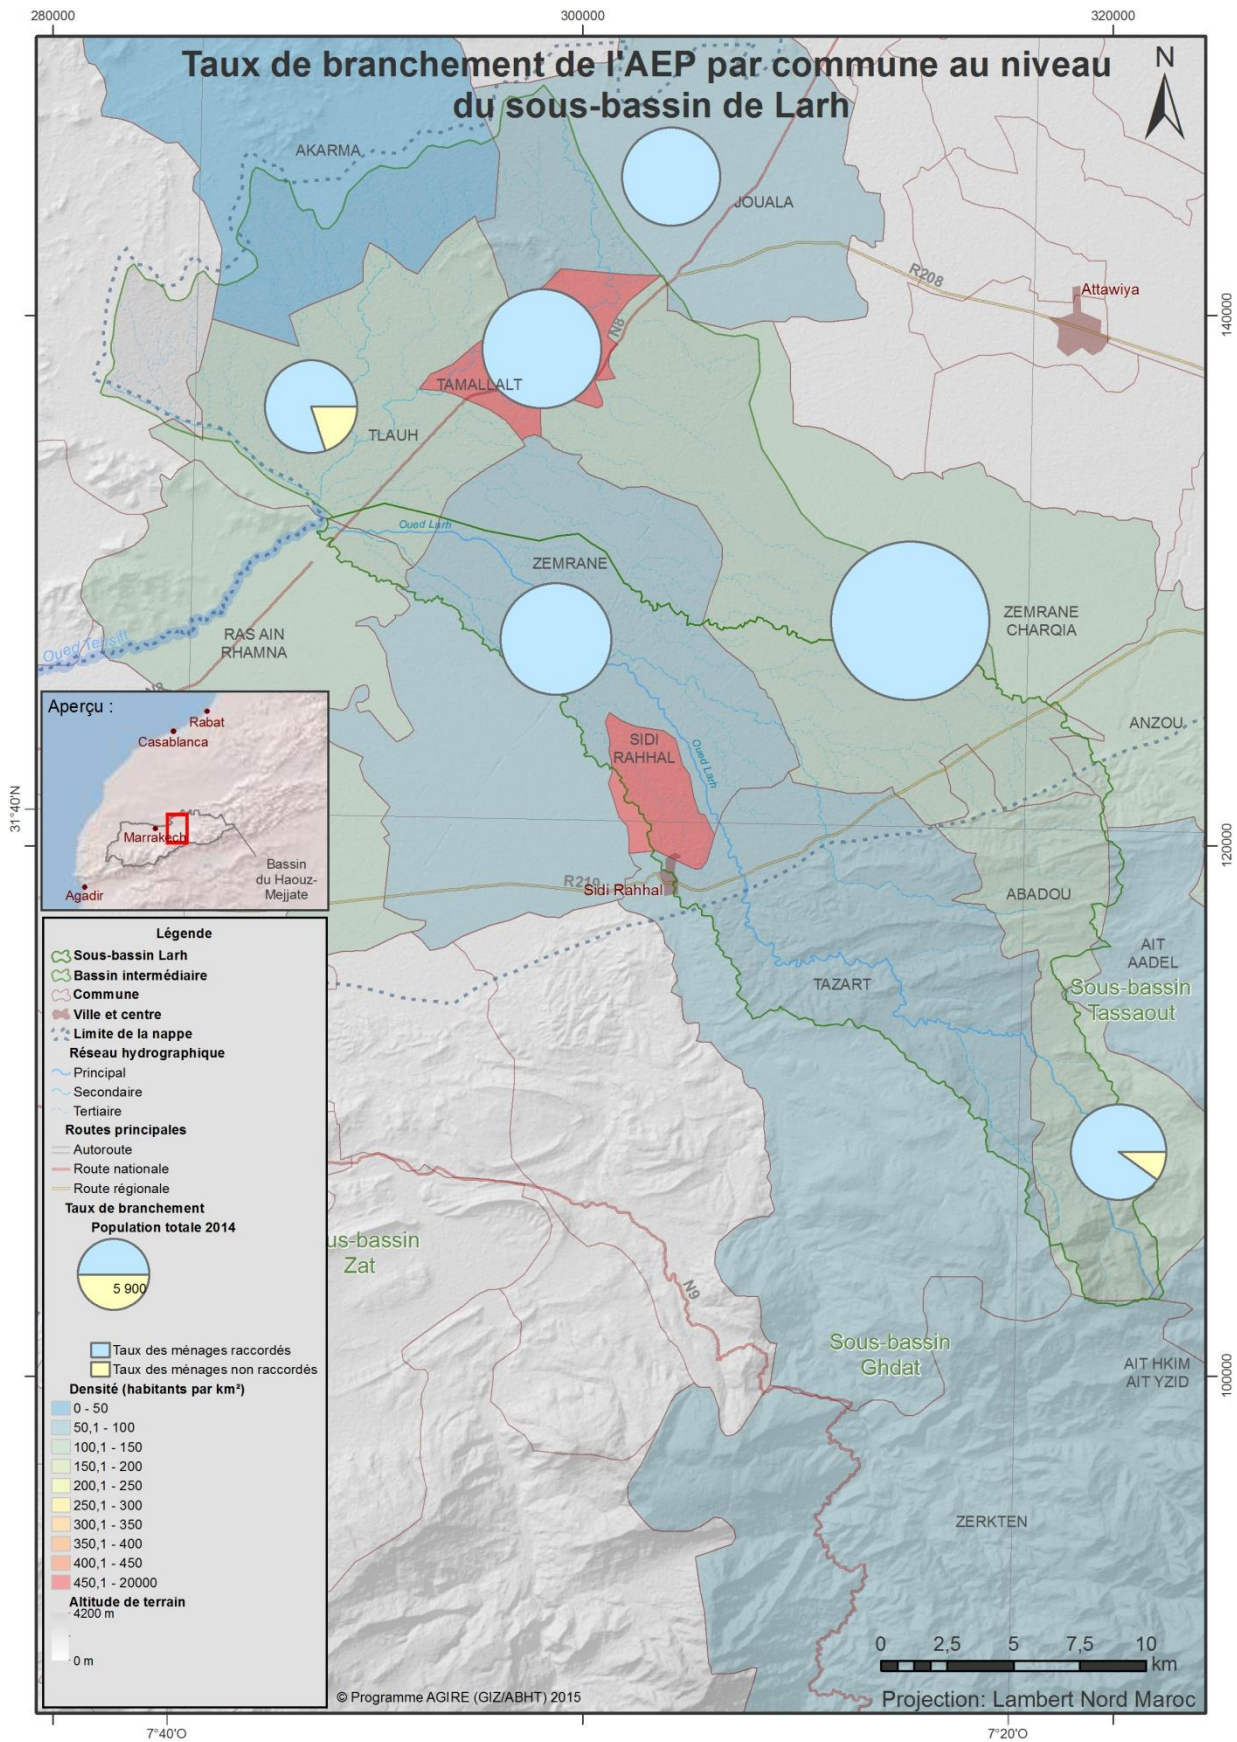 280000
300000
320000
Taux de branchement de l'AEP par commune au niveau
du sous-bassin de Larh
N
AKARMA
JOUALA
R208
Attawiya
140000
N8
TAMALLALT
TLAUH
Oued Larh
ZEMRANE
ZEMRANE
CHARQIA
RAS AIN
RHAMNA
Oued Tensift
N8
ANZOU
SIDI
RAHHAL
Oued Larh
31°40'N
120000
R210
Sidi Rahhal
ABADOU
AIT
AADEL
TAZART
Sous-bassin
Tassaout
us-bassin
Zat
N9
Sous-bassin
Ghdat
AIT HKIM
AIT YZID
100000
ZERKTEN
Aperçu :
Rabat
Casablanca
Marrakech
Agadir
Bassin
du Haouz-
Mejjate
Légende
Sous-bassin Larh
Bassin intermédiaire
Commune
Ville et centre
Limite de la nappe
Réseau hydrographique
Principal
Secondaire
Tertiaire
Routes principales
Autoroute
Route nationale
Route régionale
Taux de branchement
Population totale 2014
5 900
Taux des ménages raccordés
Taux des ménages non raccordés
Densité (habitants par km²)
0 - 50
50,1 - 100
100,1 - 150
150,1 - 200
200,1 - 250
250,1 - 300
300,1 - 350
350,1 - 400
400,1 - 450
450,1 - 20000
Altitude de terrain
4200 m
0 m
© Programme AGIRE (GIZ/ABHT) 2015
0 2,5 5 7,5 10
km
Projection: Lambert Nord Maroc
7°40'O
7°20'O